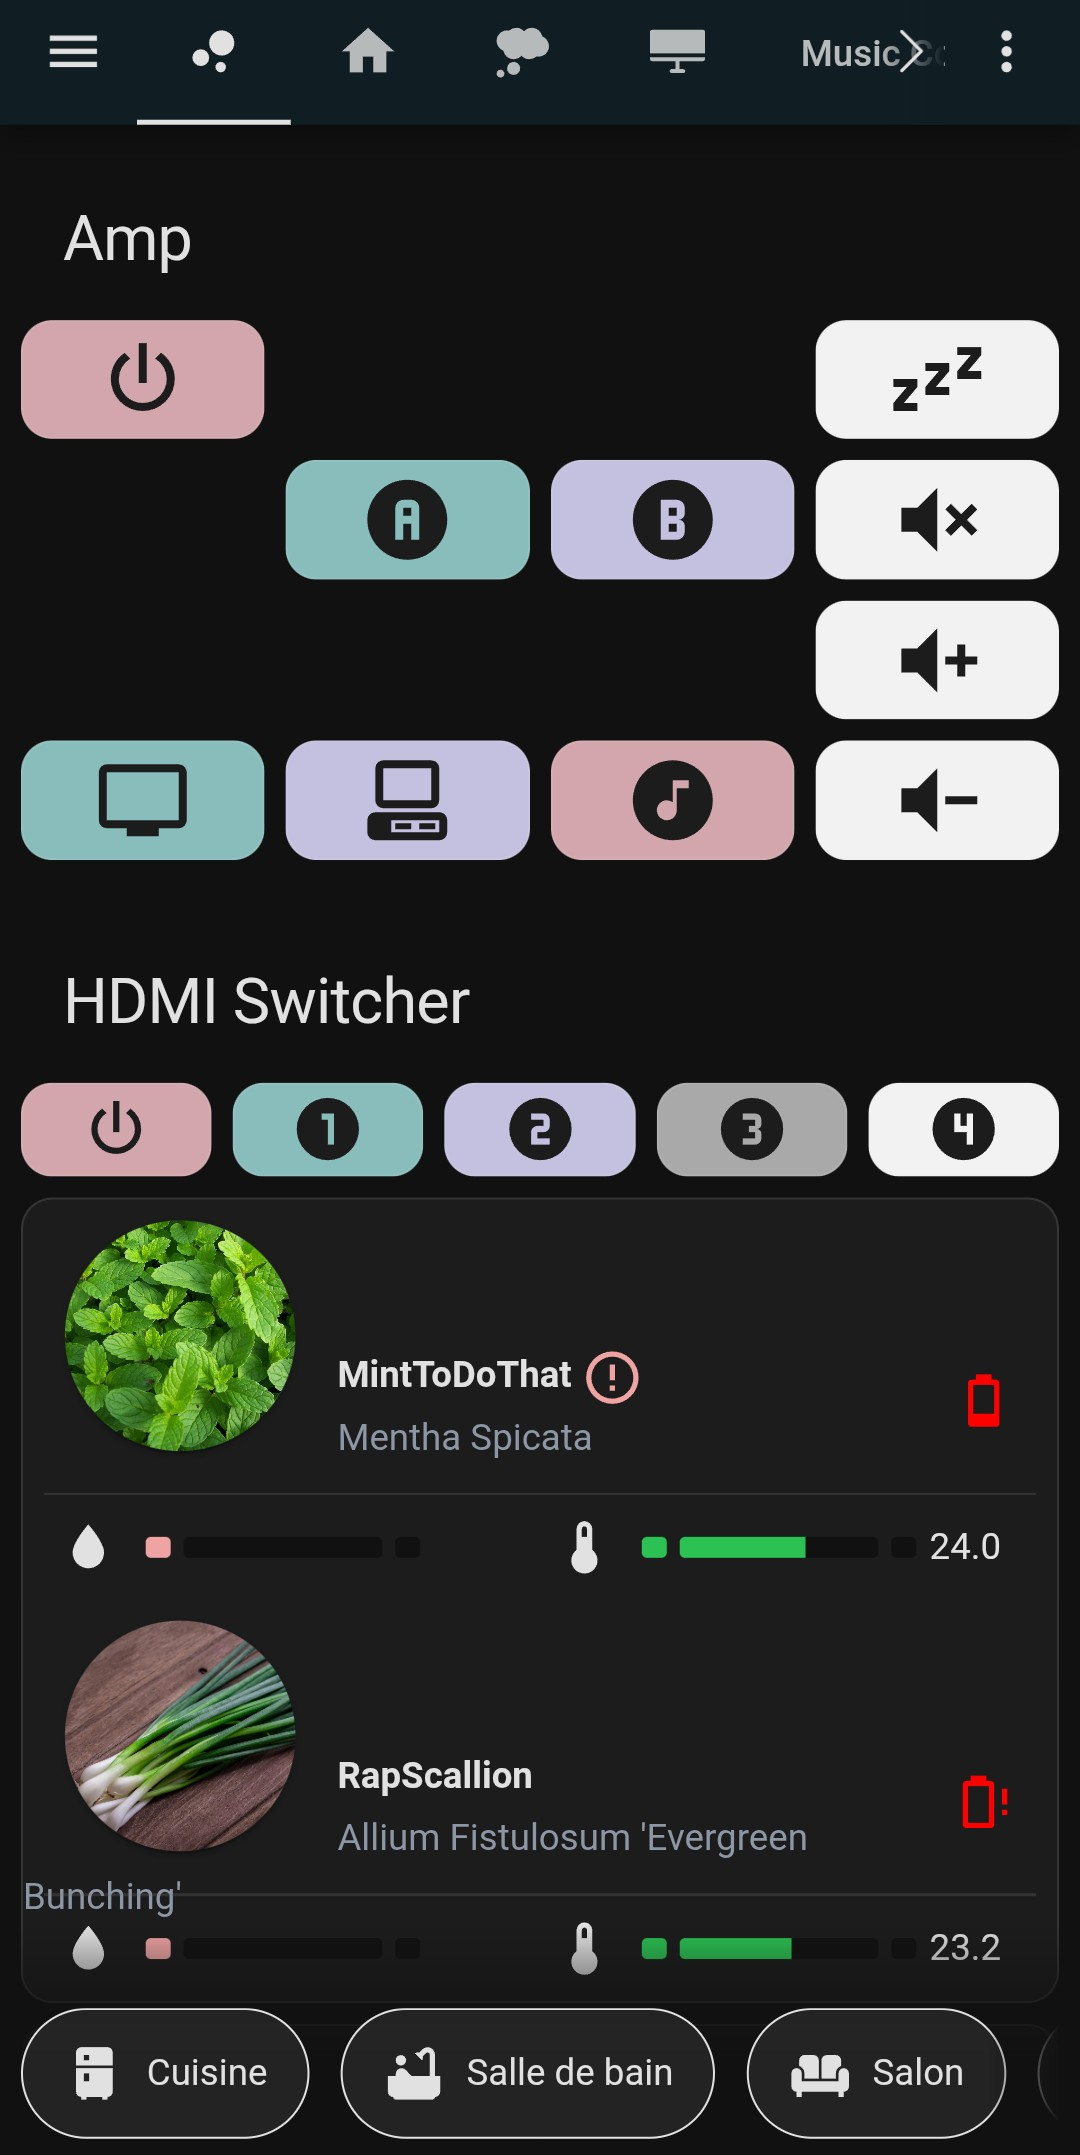 Music Co
Amp
zzz
A B
HDMI Switcher
1 2 3 4
MintToDoThat
Mentha Spicata
24.0
RapScallion
Allium Fistulosum 'Evergreen
Bunching'
23.2
Cuisine Salle de bain Salon